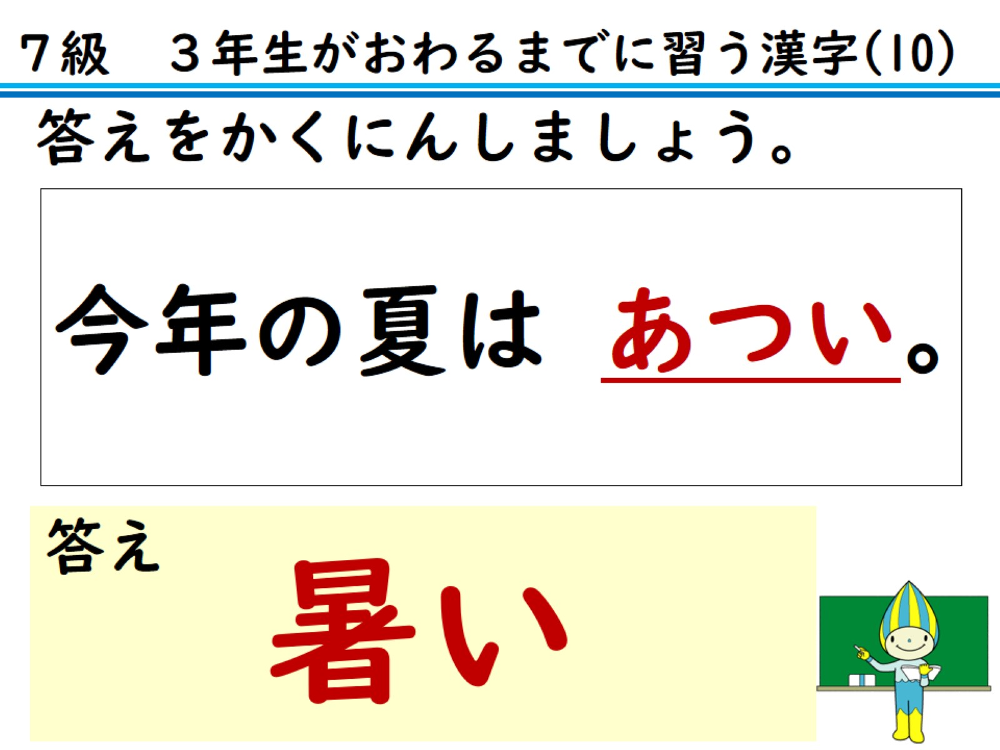 ７級　３年生がおわるまでに習う漢字(10)
答えをかくにんしましょう。
今年の夏は　あつい。
答え
暑い